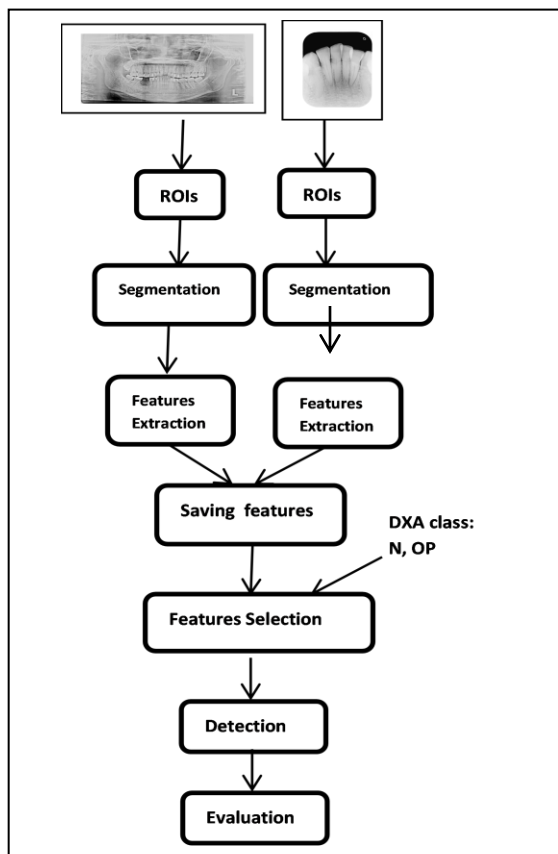 ROIs
ROIs
Segmentation
Segmentation
Features
Extraction
Features
Extraction
Saving features
DXA class:
N, OP
Features Selection
Detection
Evaluation